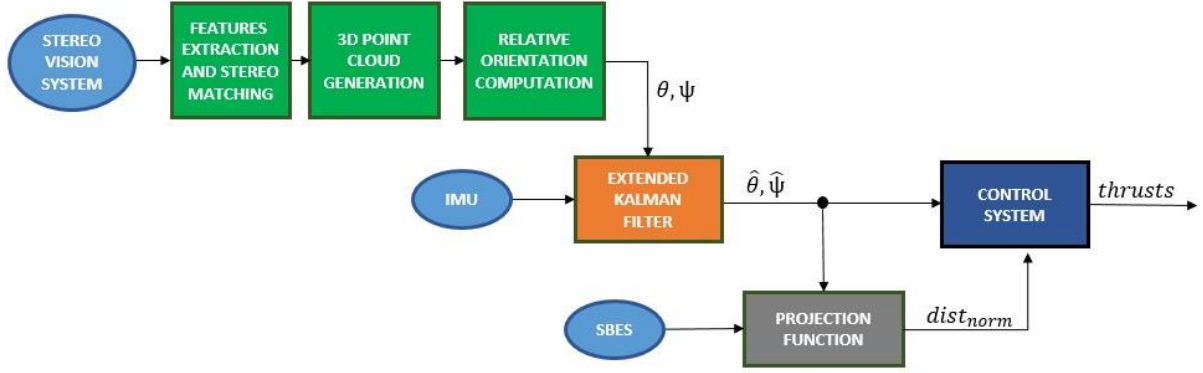 STEREO
VISION
SYSTEM
FEATURES
EXTRACTION
AND STEREO
MATCHING
3D POINT
CLOUD
GENERATION
RELATIVE
ORIENTATION
COMPUTATION
θ, ψ
IMU
EXTENDED
KALMAN
FILTER
θ̂, ψ̂
CONTROL
SYSTEM
thrusts
SBES
PROJECTION
FUNCTION
dist_norm